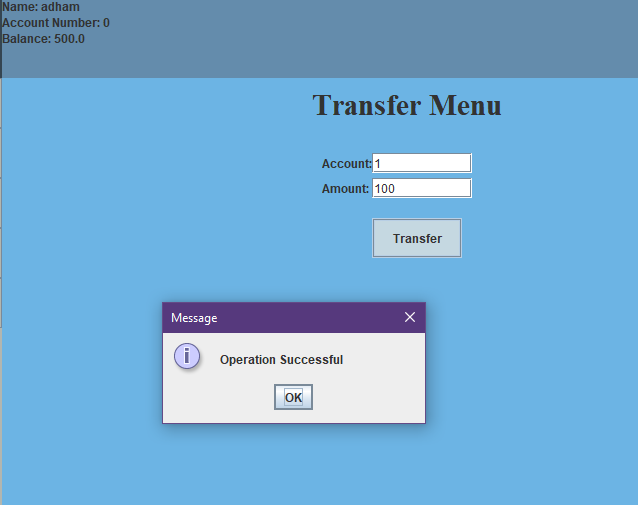 Name: adham
Account Number: 0
Balance: 500.0
Transfer Menu
Account: 1
Amount: 100
Transfer
Message
Operation Successful
OK